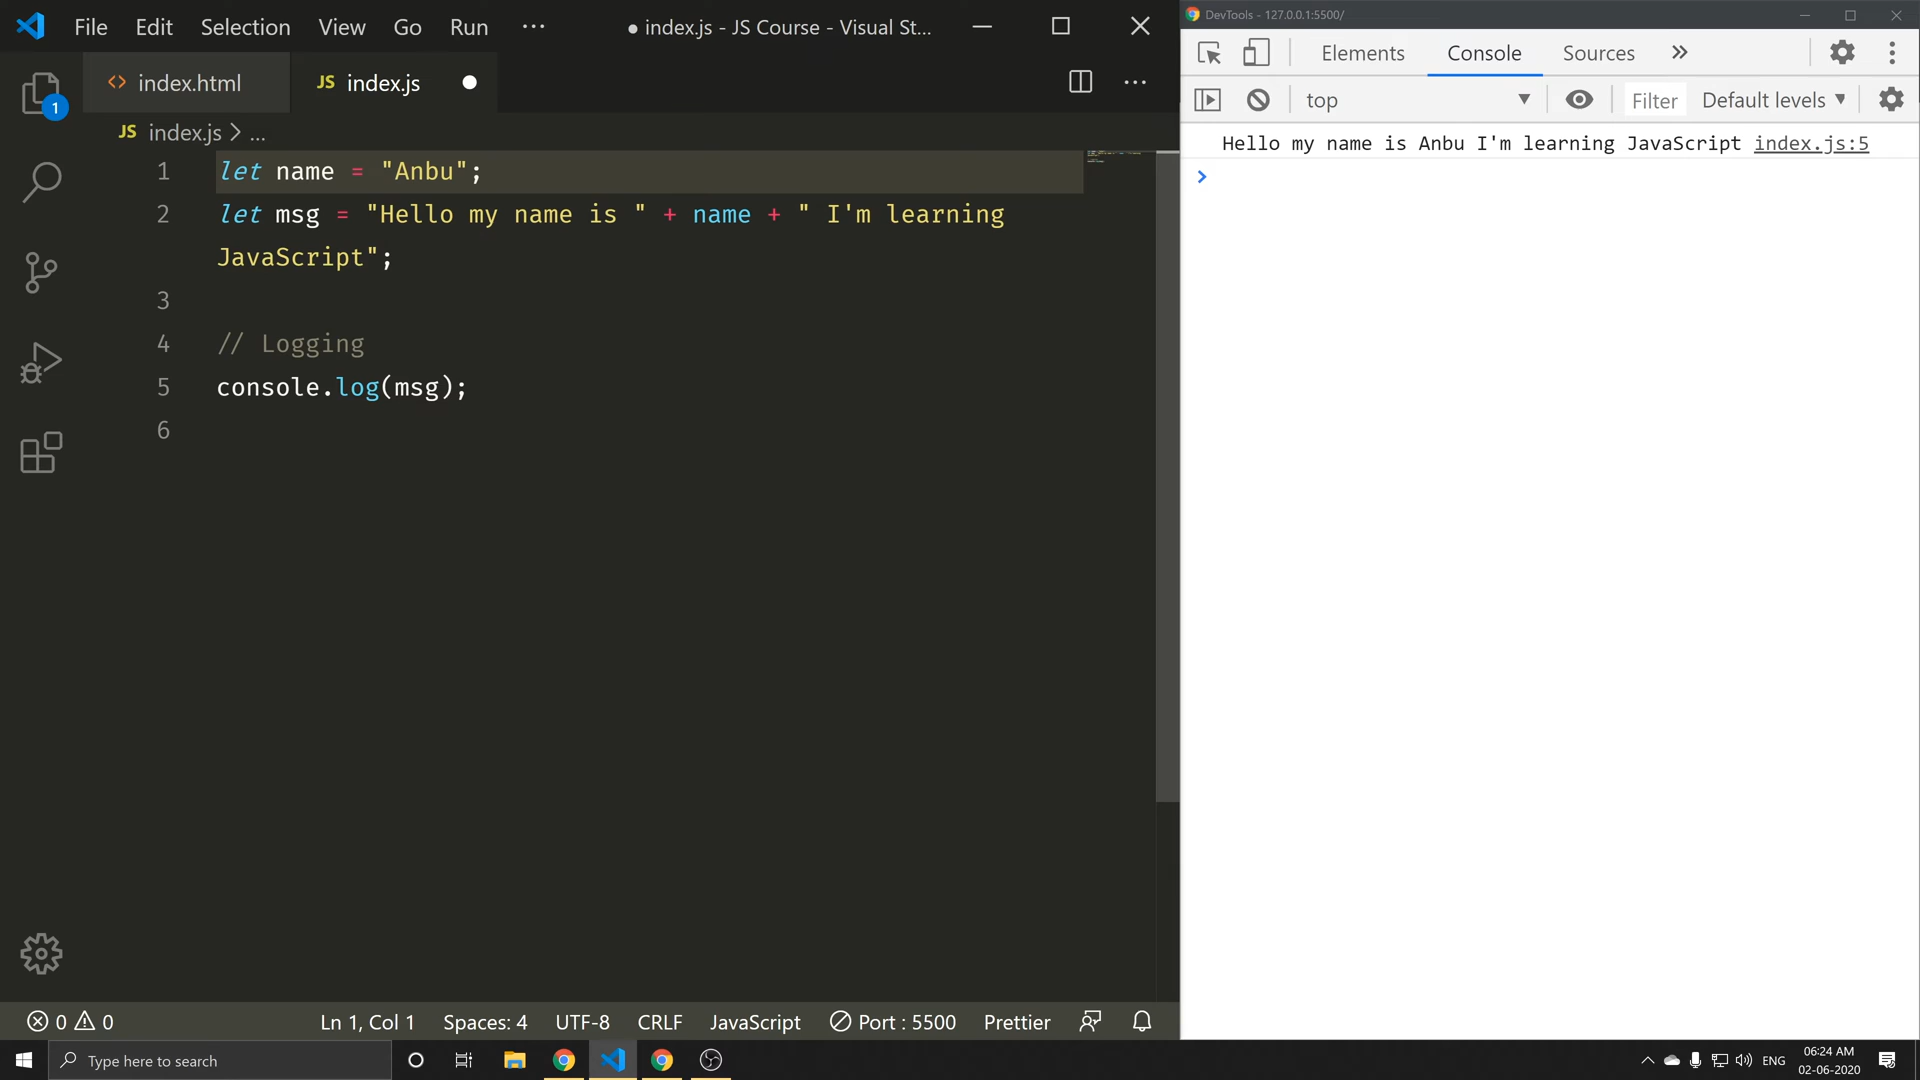 File Edit Selection View Go Run ··· ● index.js - JS Course - Visual St...
index.html JS index.js ●
JS index.js > ...
1 let name = "Anbu";
2 let msg = "Hello my name is " + name + " I'm learning
JavaScript";
3
4 // Logging
5 console.log(msg);
6
1
0 0 Ln 1, Col 1 Spaces: 4 UTF-8 CRLF JavaScript Port : 5500 Prettier
DevTools - 127.0.0.1:5500/
Elements Console Sources »
top Filter Default levels
Hello my name is Anbu I'm learning JavaScript index.js:5
>
Type here to search
ENG
06:24 AM
02-06-2020